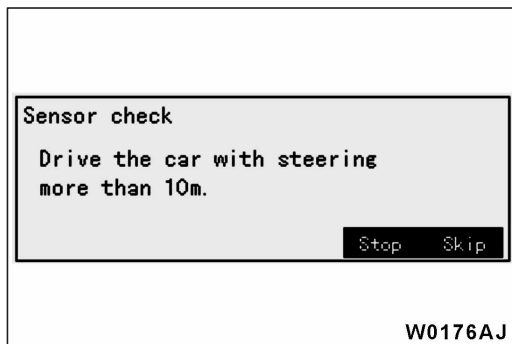 Sensor check
Drive the car with steering
more than 10m.
Stop Skip
W0176AJ